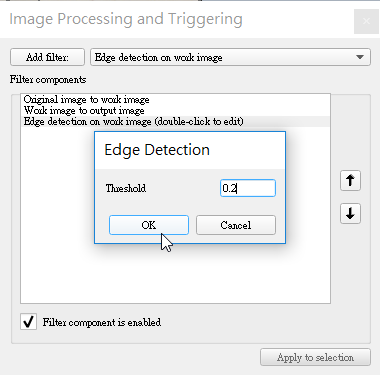 Image Processing and Triggering
Add filter:
Edge detection on work image
Filter components
Original image to work image
Work image to output image
Edge detection on work image (double-click to edit)
Edge Detection
Threshold
0.2
OK
Cancel
Filter component is enabled
Apply to selection